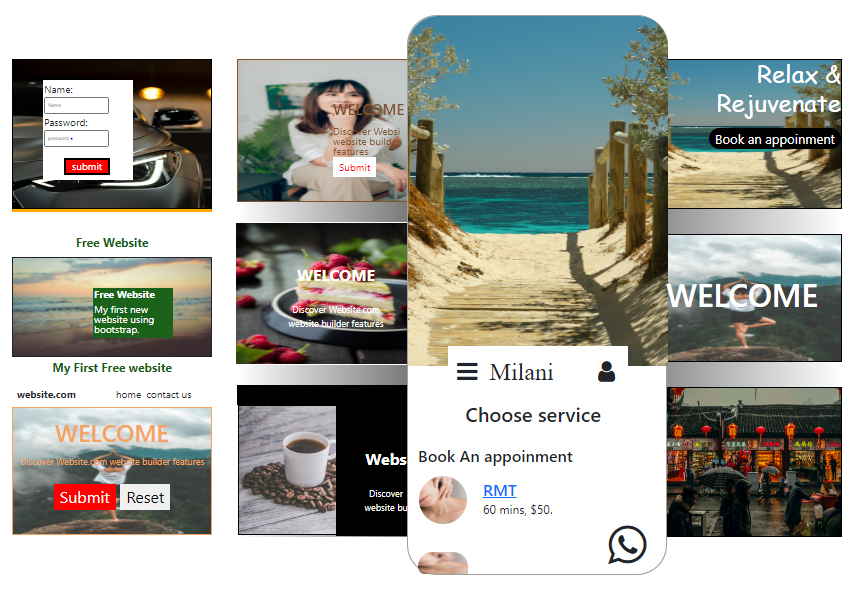 Name:
Name
Password:
password
submit
Free Website
Free Website
My first new
website using
bootstrap.
My First Free website
website.com
home contact us
WELCOME
Discover Website.com website builder features
Submit
Reset
WELCOME
Discover Websi
website builde
features
Submit
WELCOME
Discover Website.com
website builder features
Webs
Discover
website bu
Milani
Choose service
Book An appoinment
RMT
60 mins, $50.
Relax &
Rejuvenate
Book an appoinment
WELCOME